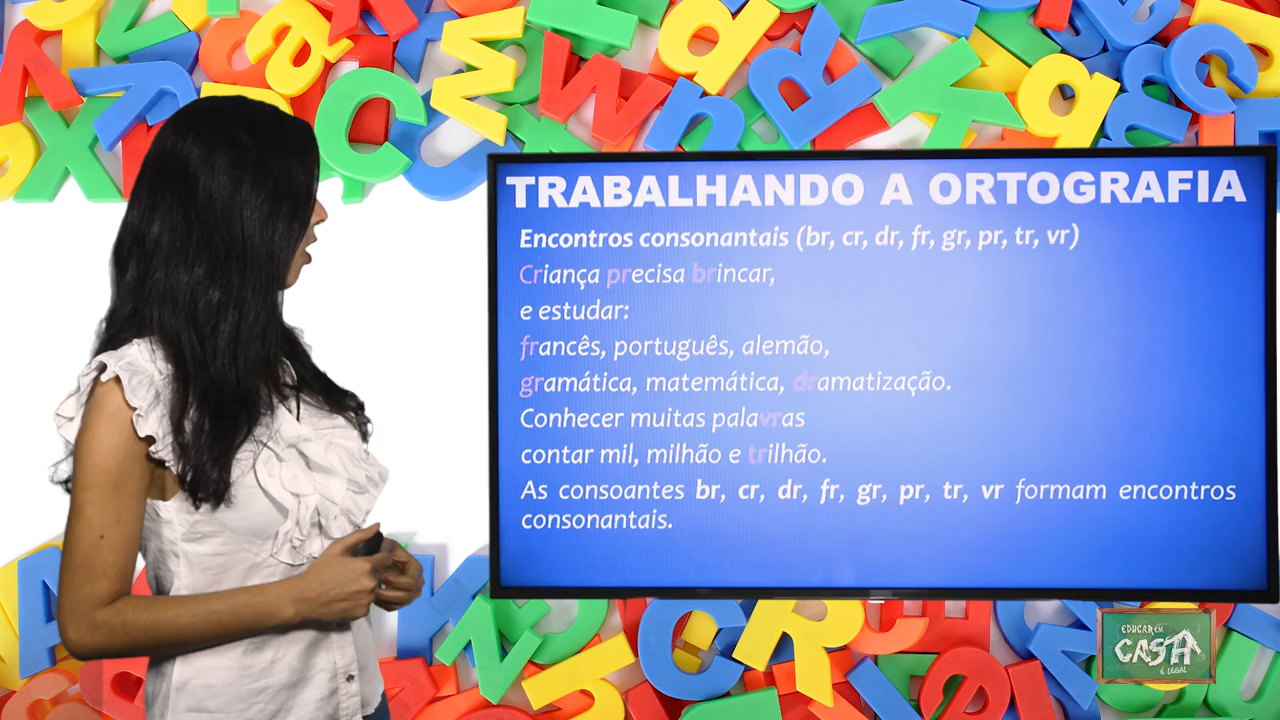 TRABALHANDO A ORTOGRAFIA
Encontros consonantais (br, cr, dr, fr, gr, pr, tr, vr)
Criança precisa brincar,
e estudar:
francês, português, alemão,
gramática, matemática, dramatização.
Conhecer muitas palavras
contar mil, milhão e trilhão.
As consoantes br, cr, dr, fr, gr, pr, tr, vr formam encontros
consonantais.
EDUCAR EM
CASA
É LEGAL